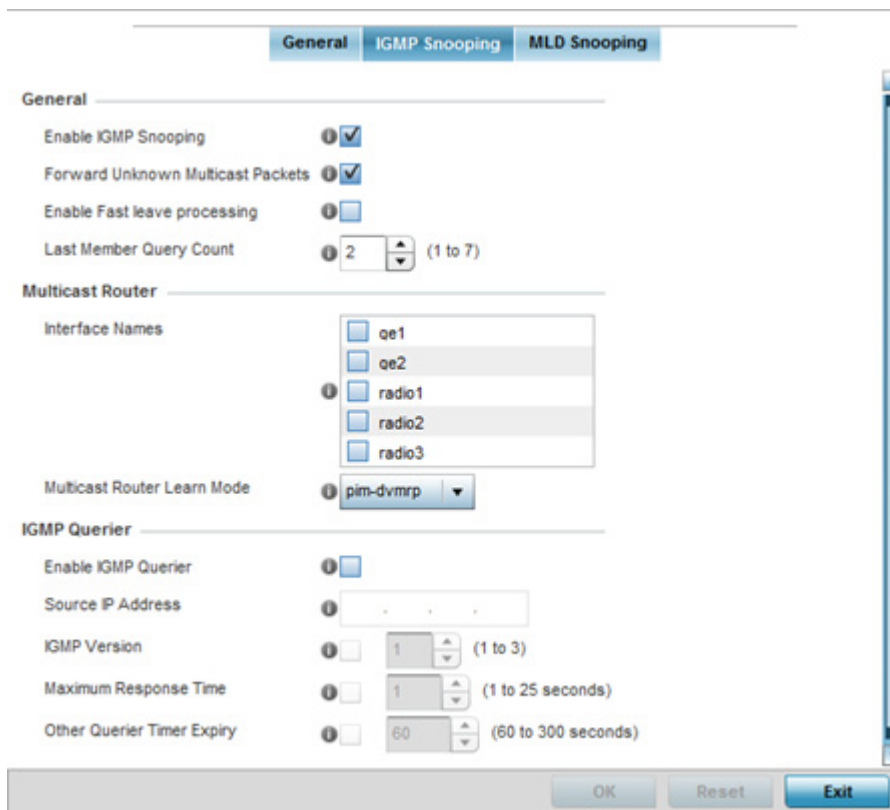 General IGMP Snooping MLD Snooping
General
Enable IGMP Snooping
Forward Unknown Multicast Packets
Enable Fast leave processing
Last Member Query Count 2 (1 to 7)
Multicast Router
Interface Names
ge1
ge2
radio1
radio2
radio3
Multicast Router Learn Mode pim-dvmrp
IGMP Querier
Enable IGMP Querier
Source IP Address . . .
IGMP Version 1 (1 to 3)
Maximum Response Time 1 (1 to 25 seconds)
Other Querier Timer Expiry 60 (60 to 300 seconds)
OK Reset Exit